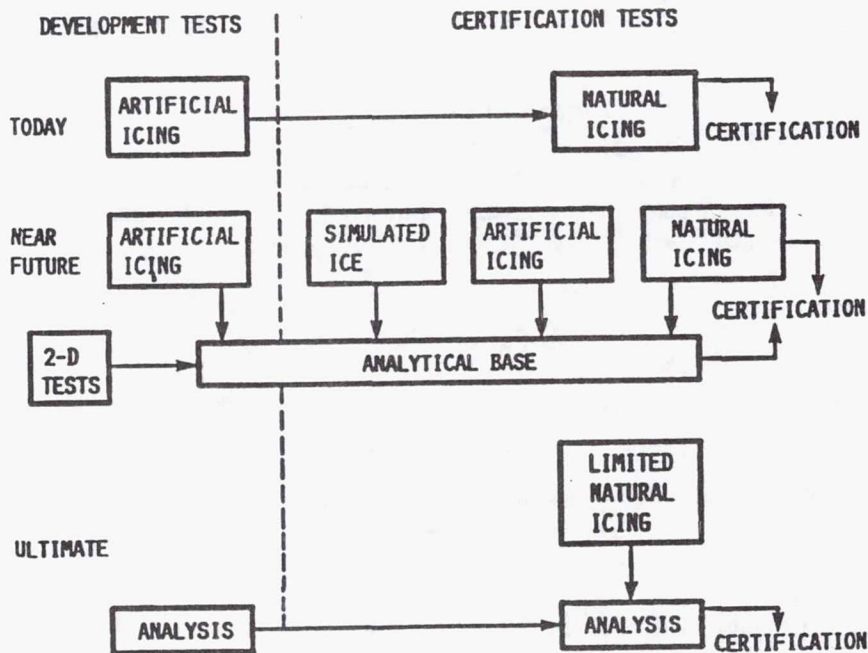 DEVELOPMENT TESTS
CERTIFICATION TESTS
TODAY
ARTIFICIAL
ICING
NATURAL
ICING
CERTIFICATION
NEAR
FUTURE
ARTIFICIAL
ICING
SIMULATED
ICE
ARTIFICIAL
ICING
NATURAL
ICING
CERTIFICATION
2-D
TESTS
ANALYTICAL BASE
ULTIMATE
LIMITED
NATURAL
ICING
ANALYSIS
ANALYSIS
CERTIFICATION